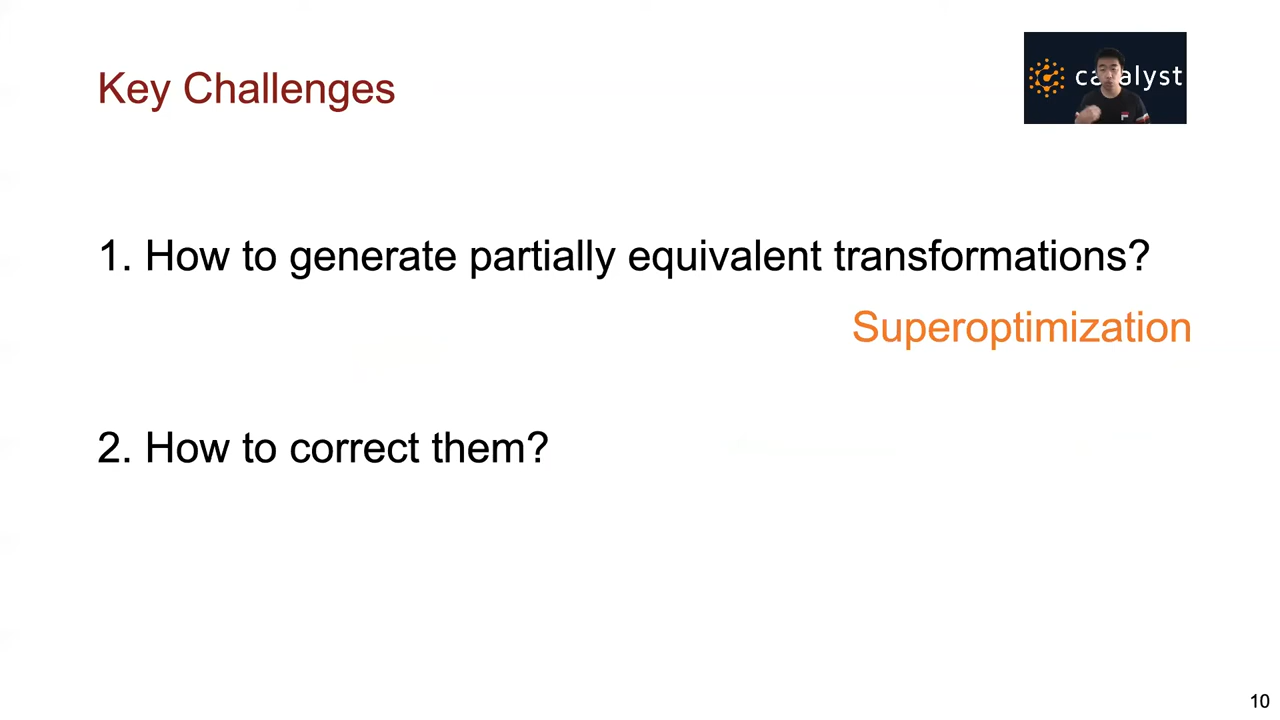 Key Challenges
catalyst
1. How to generate partially equivalent transformations?
Superoptimization
2. How to correct them?
10